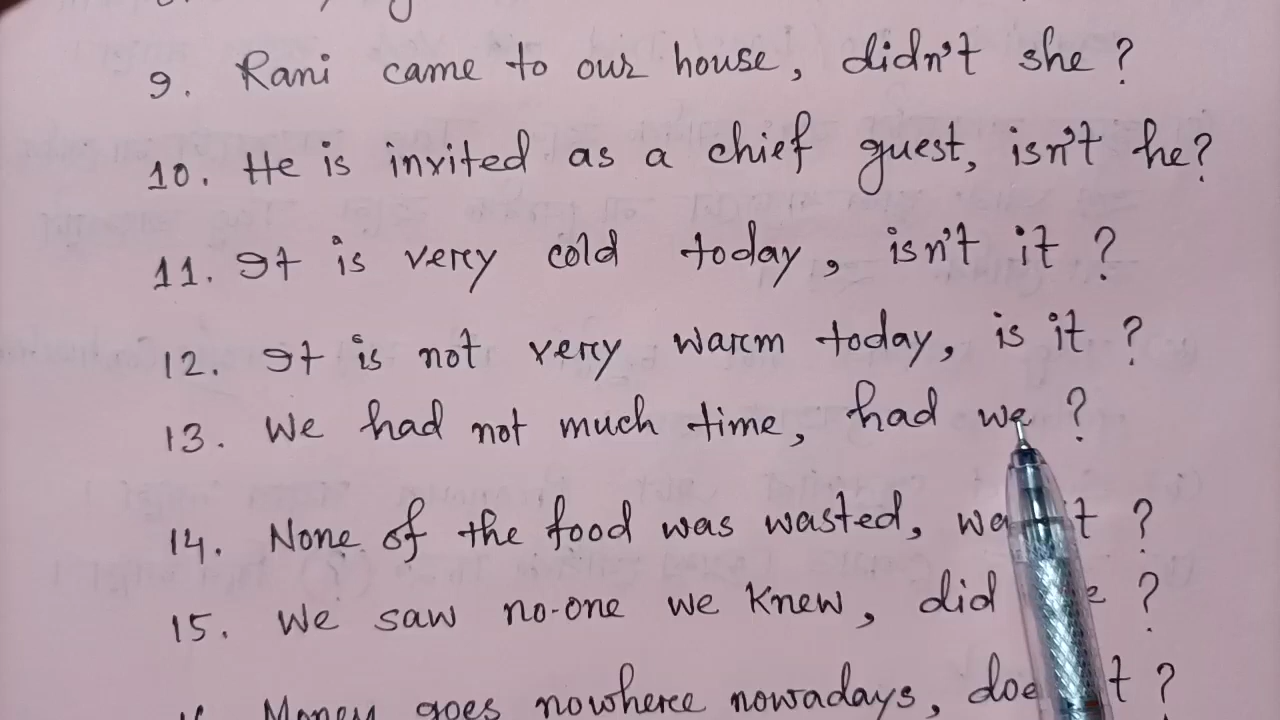 9. Rani came to our house, didn't she?
10. He is invited as a chief guest, isn't he?
11. It is very cold today, isn't it?
12. It is not very warm today, is it?
13. We had not much time, had we?
14. None of the food was wasted, ?
15. We saw no-one we knew, did ?
Money goes nowhere nowadays, ?